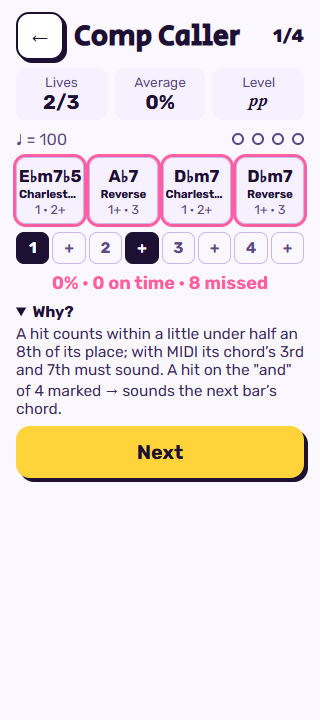 ←
Comp Caller
1/4
Lives
2/3
Average
0%
Level
pp
♩ = 100
E♭m7♭5
Charlest…
1 • 2+
A♭7
Reverse
1+ • 3
D♭m7
Charlest…
1 • 2+
D♭m7
Reverse
1+ • 3
1 + 2 + 3 + 4 +
0% • 0 on time • 8 missed
▼ Why?
A hit counts within a little under half an
8th of its place; with MIDI its chord's 3rd
and 7th must sound. A hit on the "and"
of 4 marked → sounds the next bar's
chord.
Next